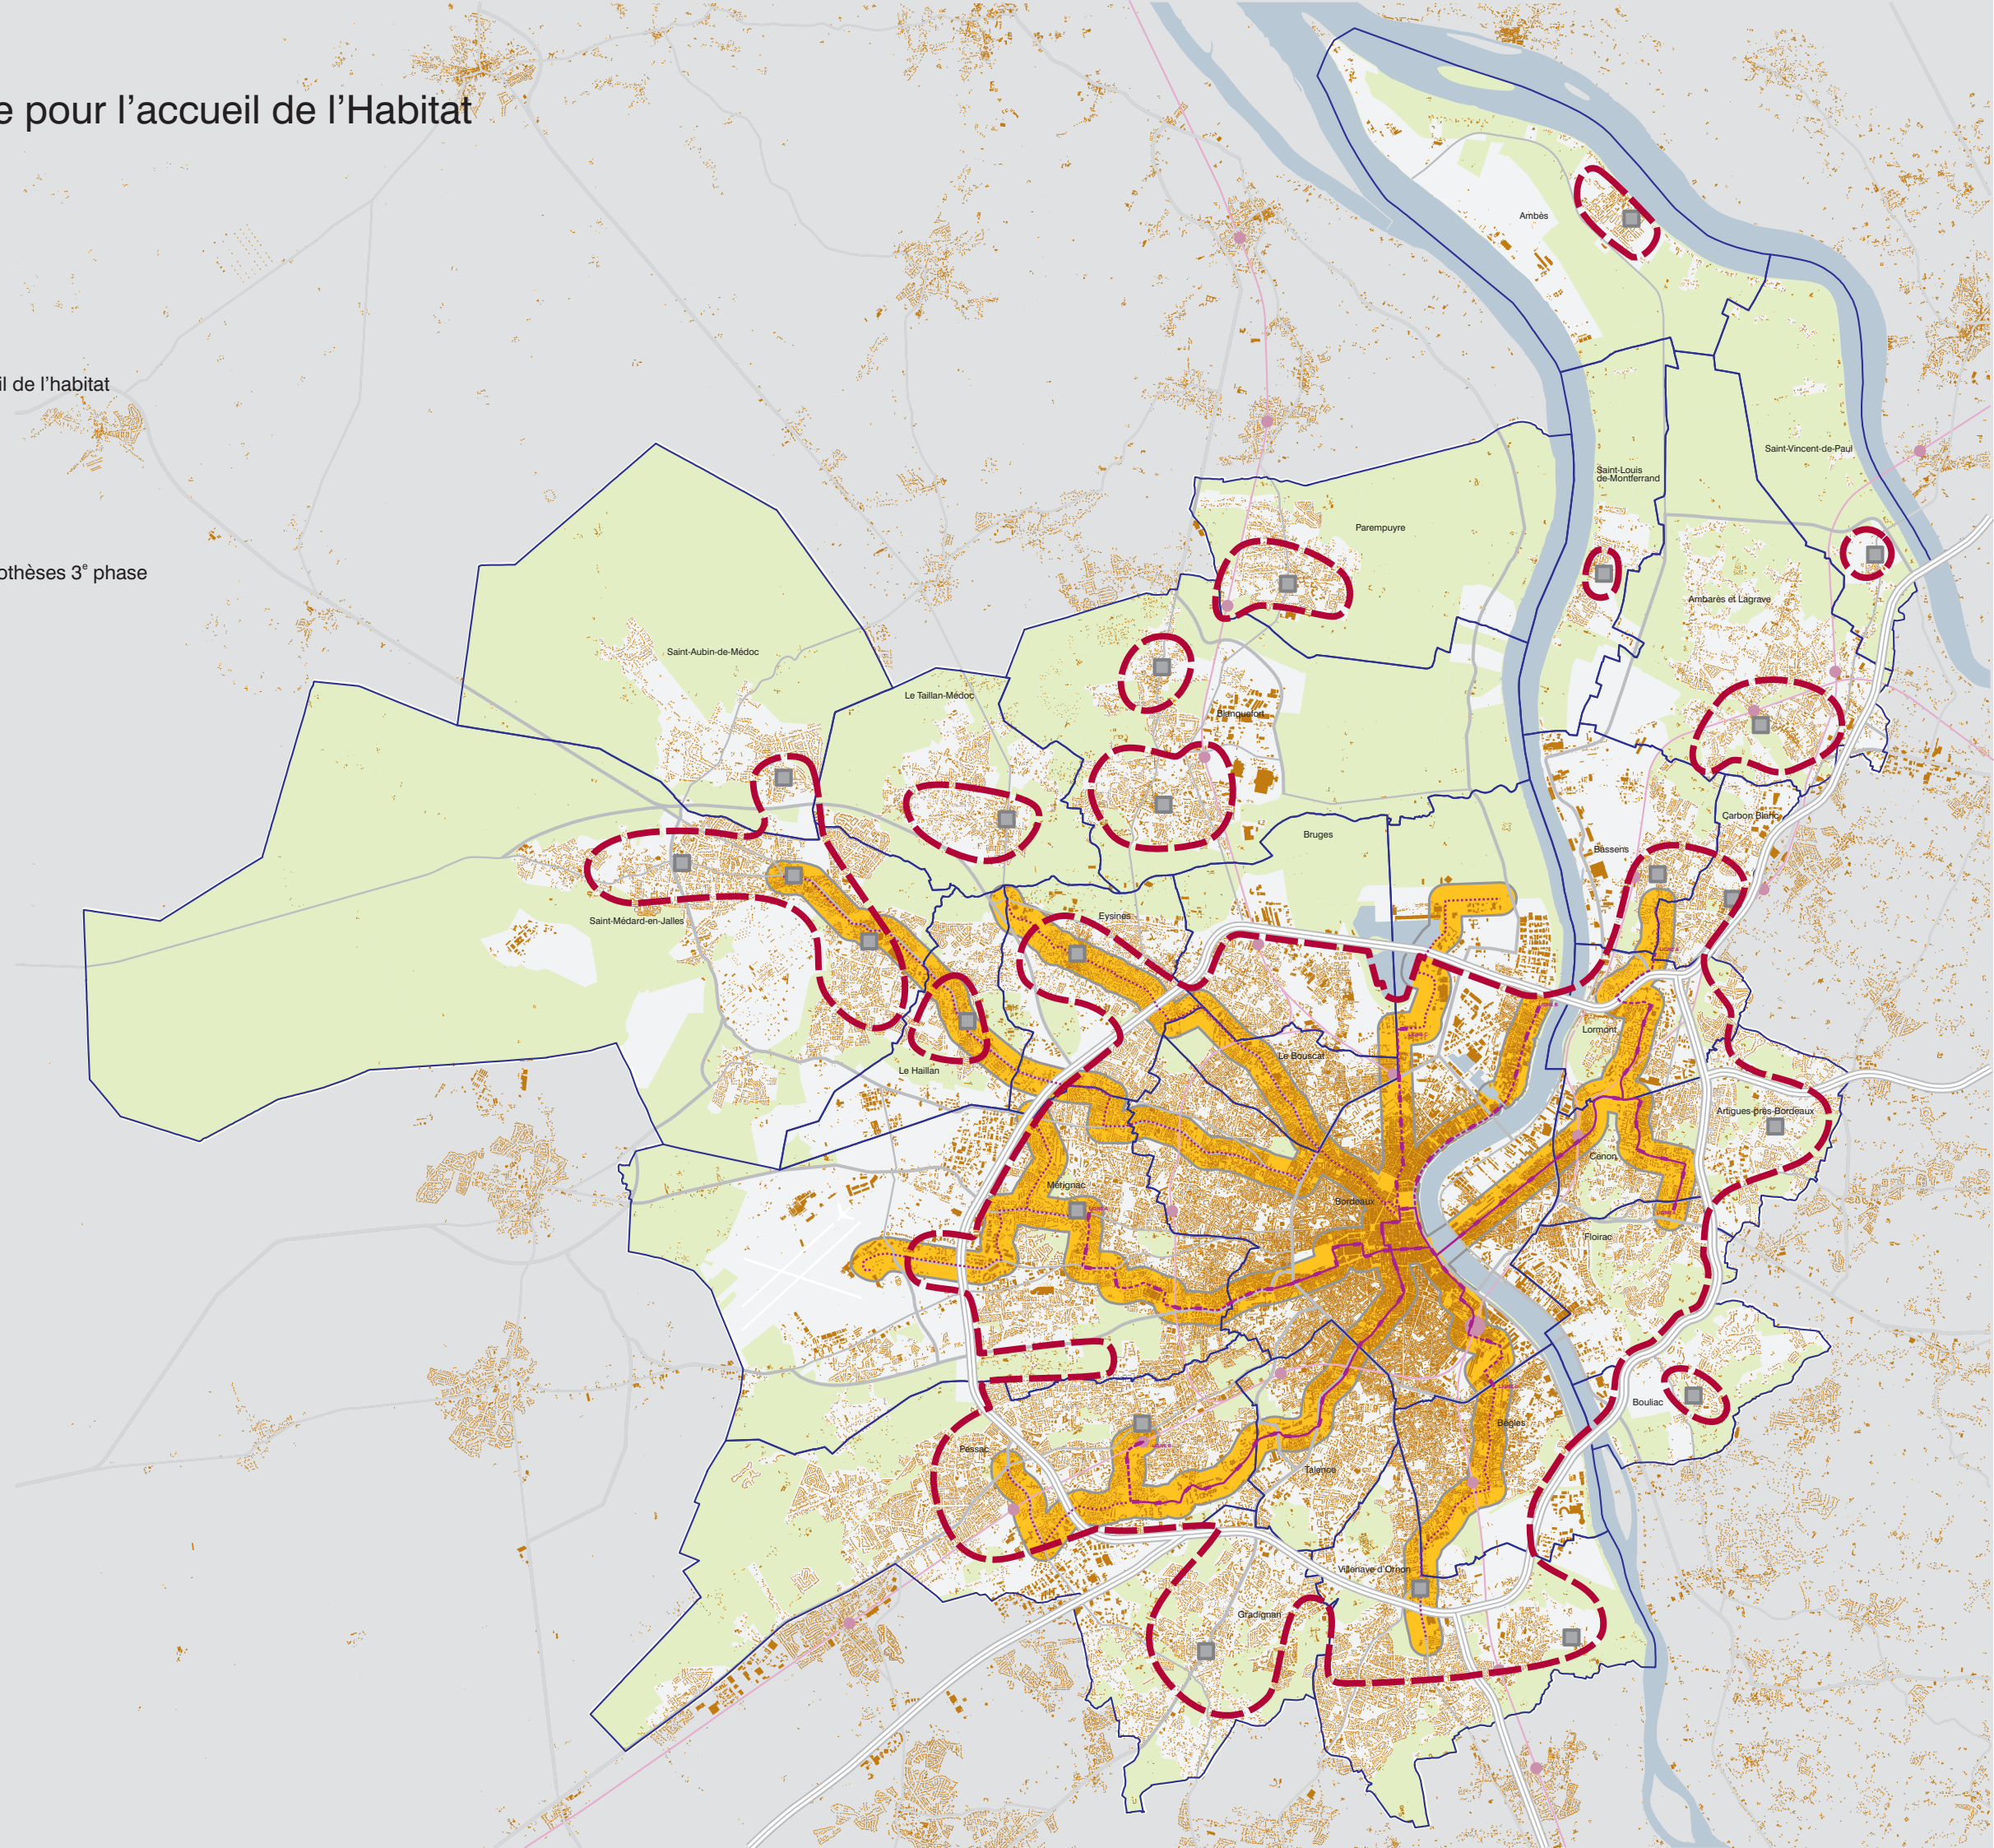 e pour l’accueil de l’Habitat
il de l’habitat
othèses 3e phase
Ambès
Saint-Vincent-de-Paul
Saint-Louis
de-Montferrand
Parempuyre
Ambarès et Lagrave
Saint-Aubin-de-Médoc
Le Taillan-Médoc
Blanquefort
Carbon Blanc
Bruges
Bassens
Eysines
Saint-Médard-en-Jalles
Lormont
Le Bouscat
Le Haillan
Artigues-près-Bordeaux
Cenon
Mérignac
Bordeaux
Floirac
Bouliac
Bègles
Pessac
Talence
Villenave d'Ornon
Gradignan